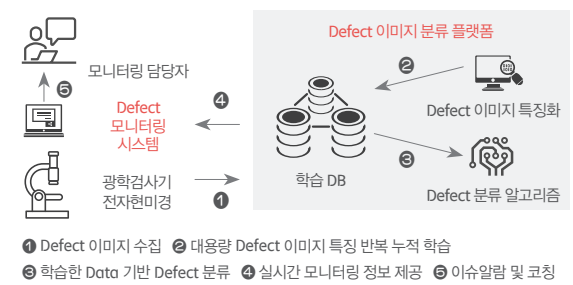 Defect 이미지 분류 플랫폼
❷
모니터링 담당자
❺
Defect
모니터링
시스템
❹
Defect 이미지 특징화
❸
학습 DB
광학검사기
전자현미경
❶
Defect 분류 알고리즘
❶ Defect 이미지 수집 ❷ 대용량 Defect 이미지 특징 반복 누적 학습
❸ 학습한 Data 기반 Defect 분류 ❹ 실시간 모니터링 정보 제공 ❺ 이슈알람 및 코칭